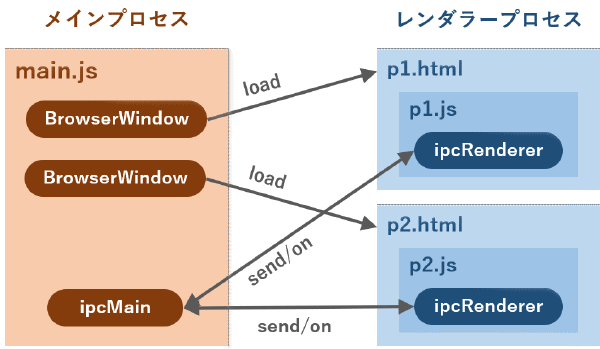 メインプロセス
レンダラープロセス
main.js
BrowserWindow
BrowserWindow
ipcMain
load
load
send/on
send/on
p1.html
p1.js
ipcRenderer
p2.html
p2.js
ipcRenderer